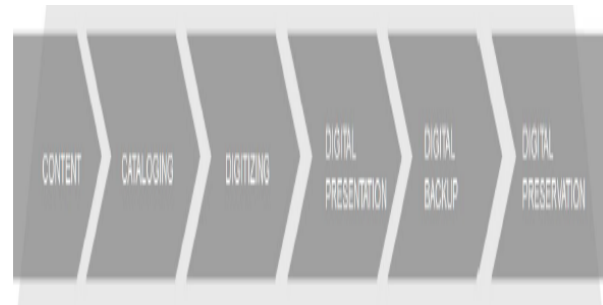 CONTENT
CATALOGING
DIGITIZING
DIGITAL
PRESENTATION
DIGITAL
BACKUP
DIGITAL
PRESERVATION